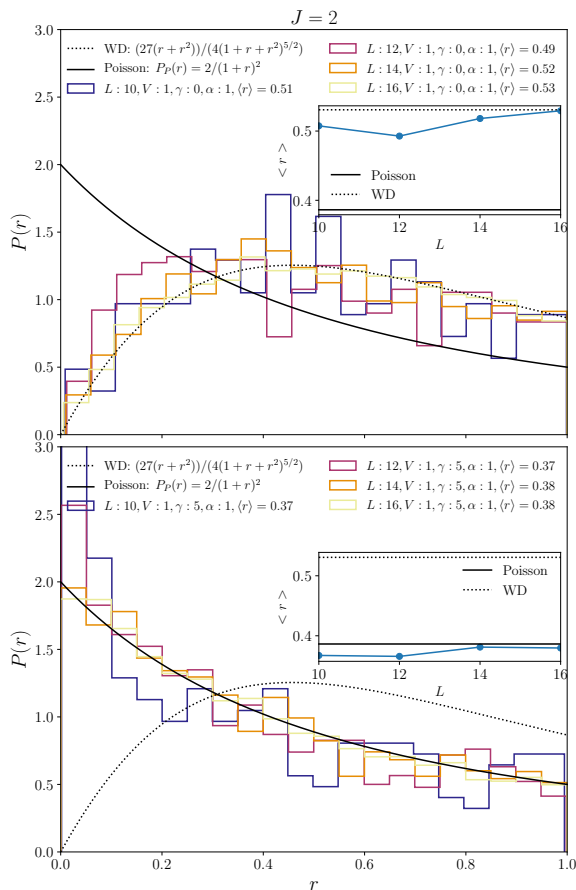 J = 2
WD: (27(r + r²))/(4(1 + r + r²)^{5/2})
Poisson: P_P(r) = 2/(1 + r)²
L : 10, V : 1, γ : 0, α : 1, ⟨r⟩ = 0.51
L : 12, V : 1, γ : 0, α : 1, ⟨r⟩ = 0.49
L : 14, V : 1, γ : 0, α : 1, ⟨r⟩ = 0.52
L : 16, V : 1, γ : 0, α : 1, ⟨r⟩ = 0.53
3.0
2.5
2.0
1.5
1.0
0.5
0.0
P(r)
0.5
0.4
< r >
Poisson
WD
10 12 14 16
L
WD: (27(r + r²))/(4(1 + r + r²)^{5/2})
Poisson: P_P(r) = 2/(1 + r)²
L : 10, V : 1, γ : 5, α : 1, ⟨r⟩ = 0.37
L : 12, V : 1, γ : 5, α : 1, ⟨r⟩ = 0.37
L : 14, V : 1, γ : 5, α : 1, ⟨r⟩ = 0.38
L : 16, V : 1, γ : 5, α : 1, ⟨r⟩ = 0.38
3.0
2.5
2.0
1.5
1.0
0.5
0.0
P(r)
0.5
0.4
< r >
Poisson
WD
10 12 14 16
L
0.0 0.2 0.4 0.6 0.8 1.0
r